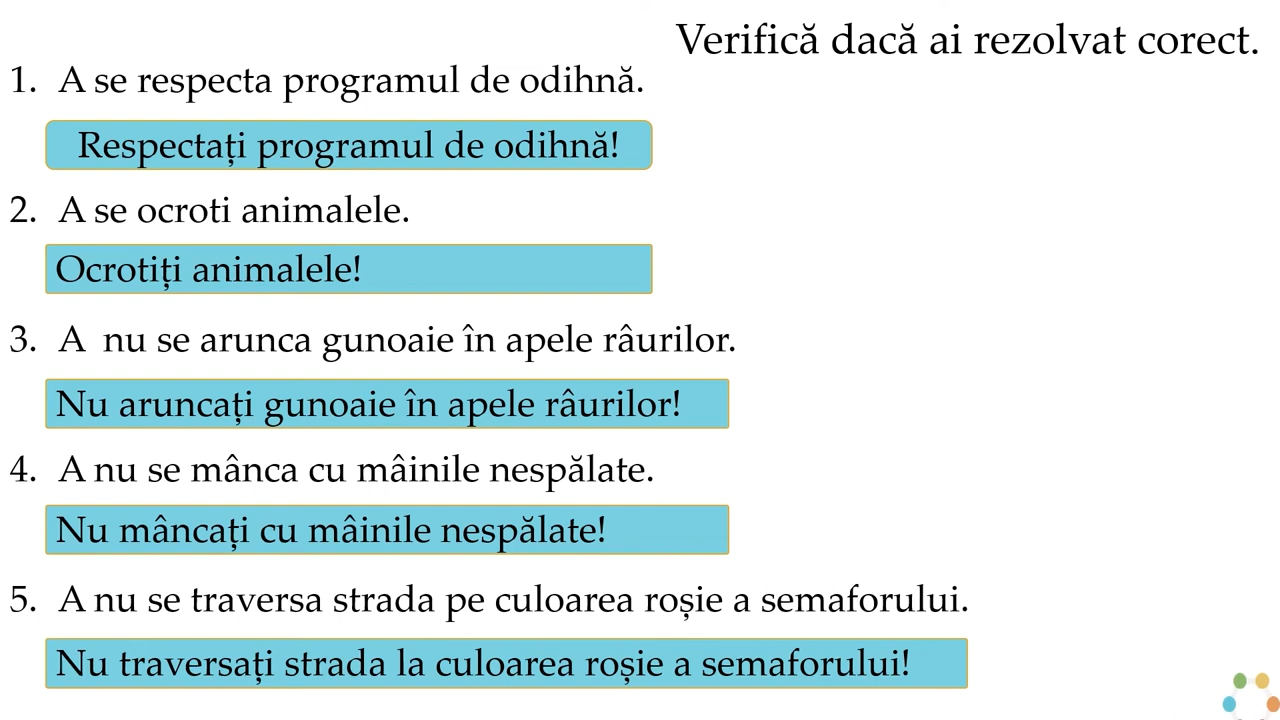 Verifică dacă ai rezolvat corect.
1. A se respecta programul de odihnă.
Respectați programul de odihnă!
2. A se ocroti animalele.
Ocrotiți animalele!
3. A nu se arunca gunoaie în apele râurilor.
Nu aruncați gunoaie în apele râurilor!
4. A nu se mânca cu mâinile nespălate.
Nu mâncați cu mâinile nespălate!
5. A nu se traversa strada pe culoarea roșie a semaforului.
Nu traversați strada la culoarea roșie a semaforului!